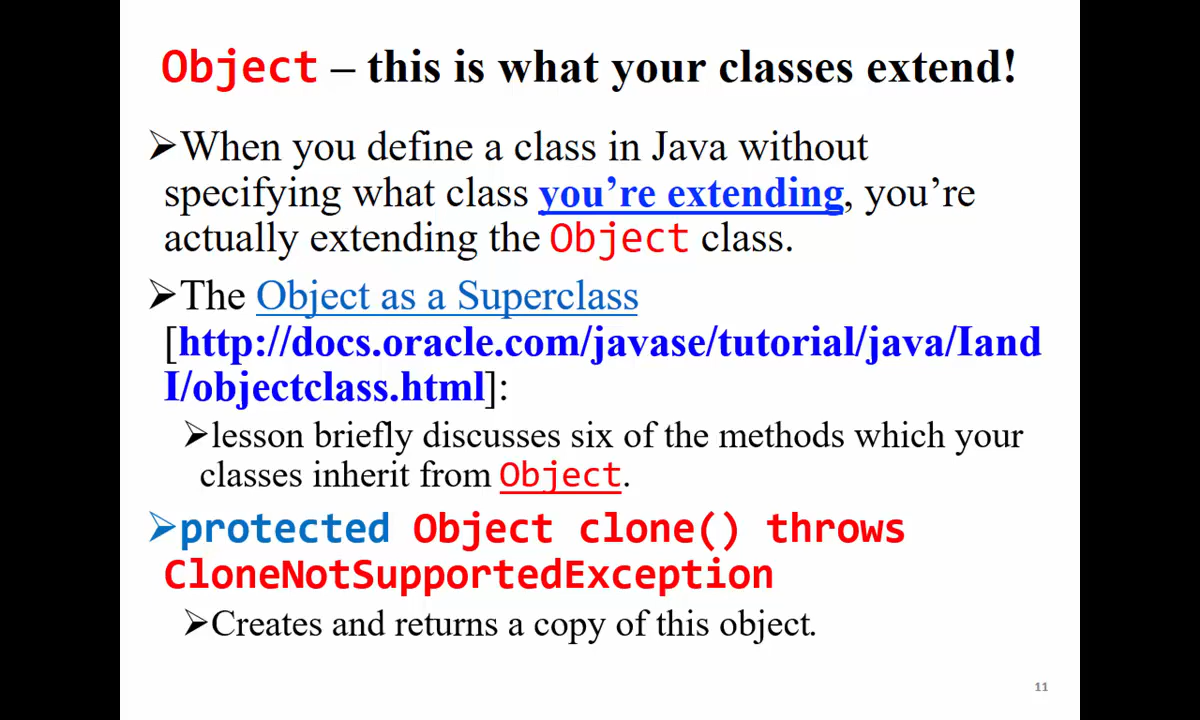 Object – this is what your classes extend!
➢When you define a class in Java without
specifying what class you’re extending, you’re
actually extending the Object class.
➢The Object as a Superclass
[http://docs.oracle.com/javase/tutorial/java/Iand
I/objectclass.html]:
➢lesson briefly discusses six of the methods which your
classes inherit from Object.
➢protected Object clone() throws
CloneNotSupportedException
➢Creates and returns a copy of this object.
11